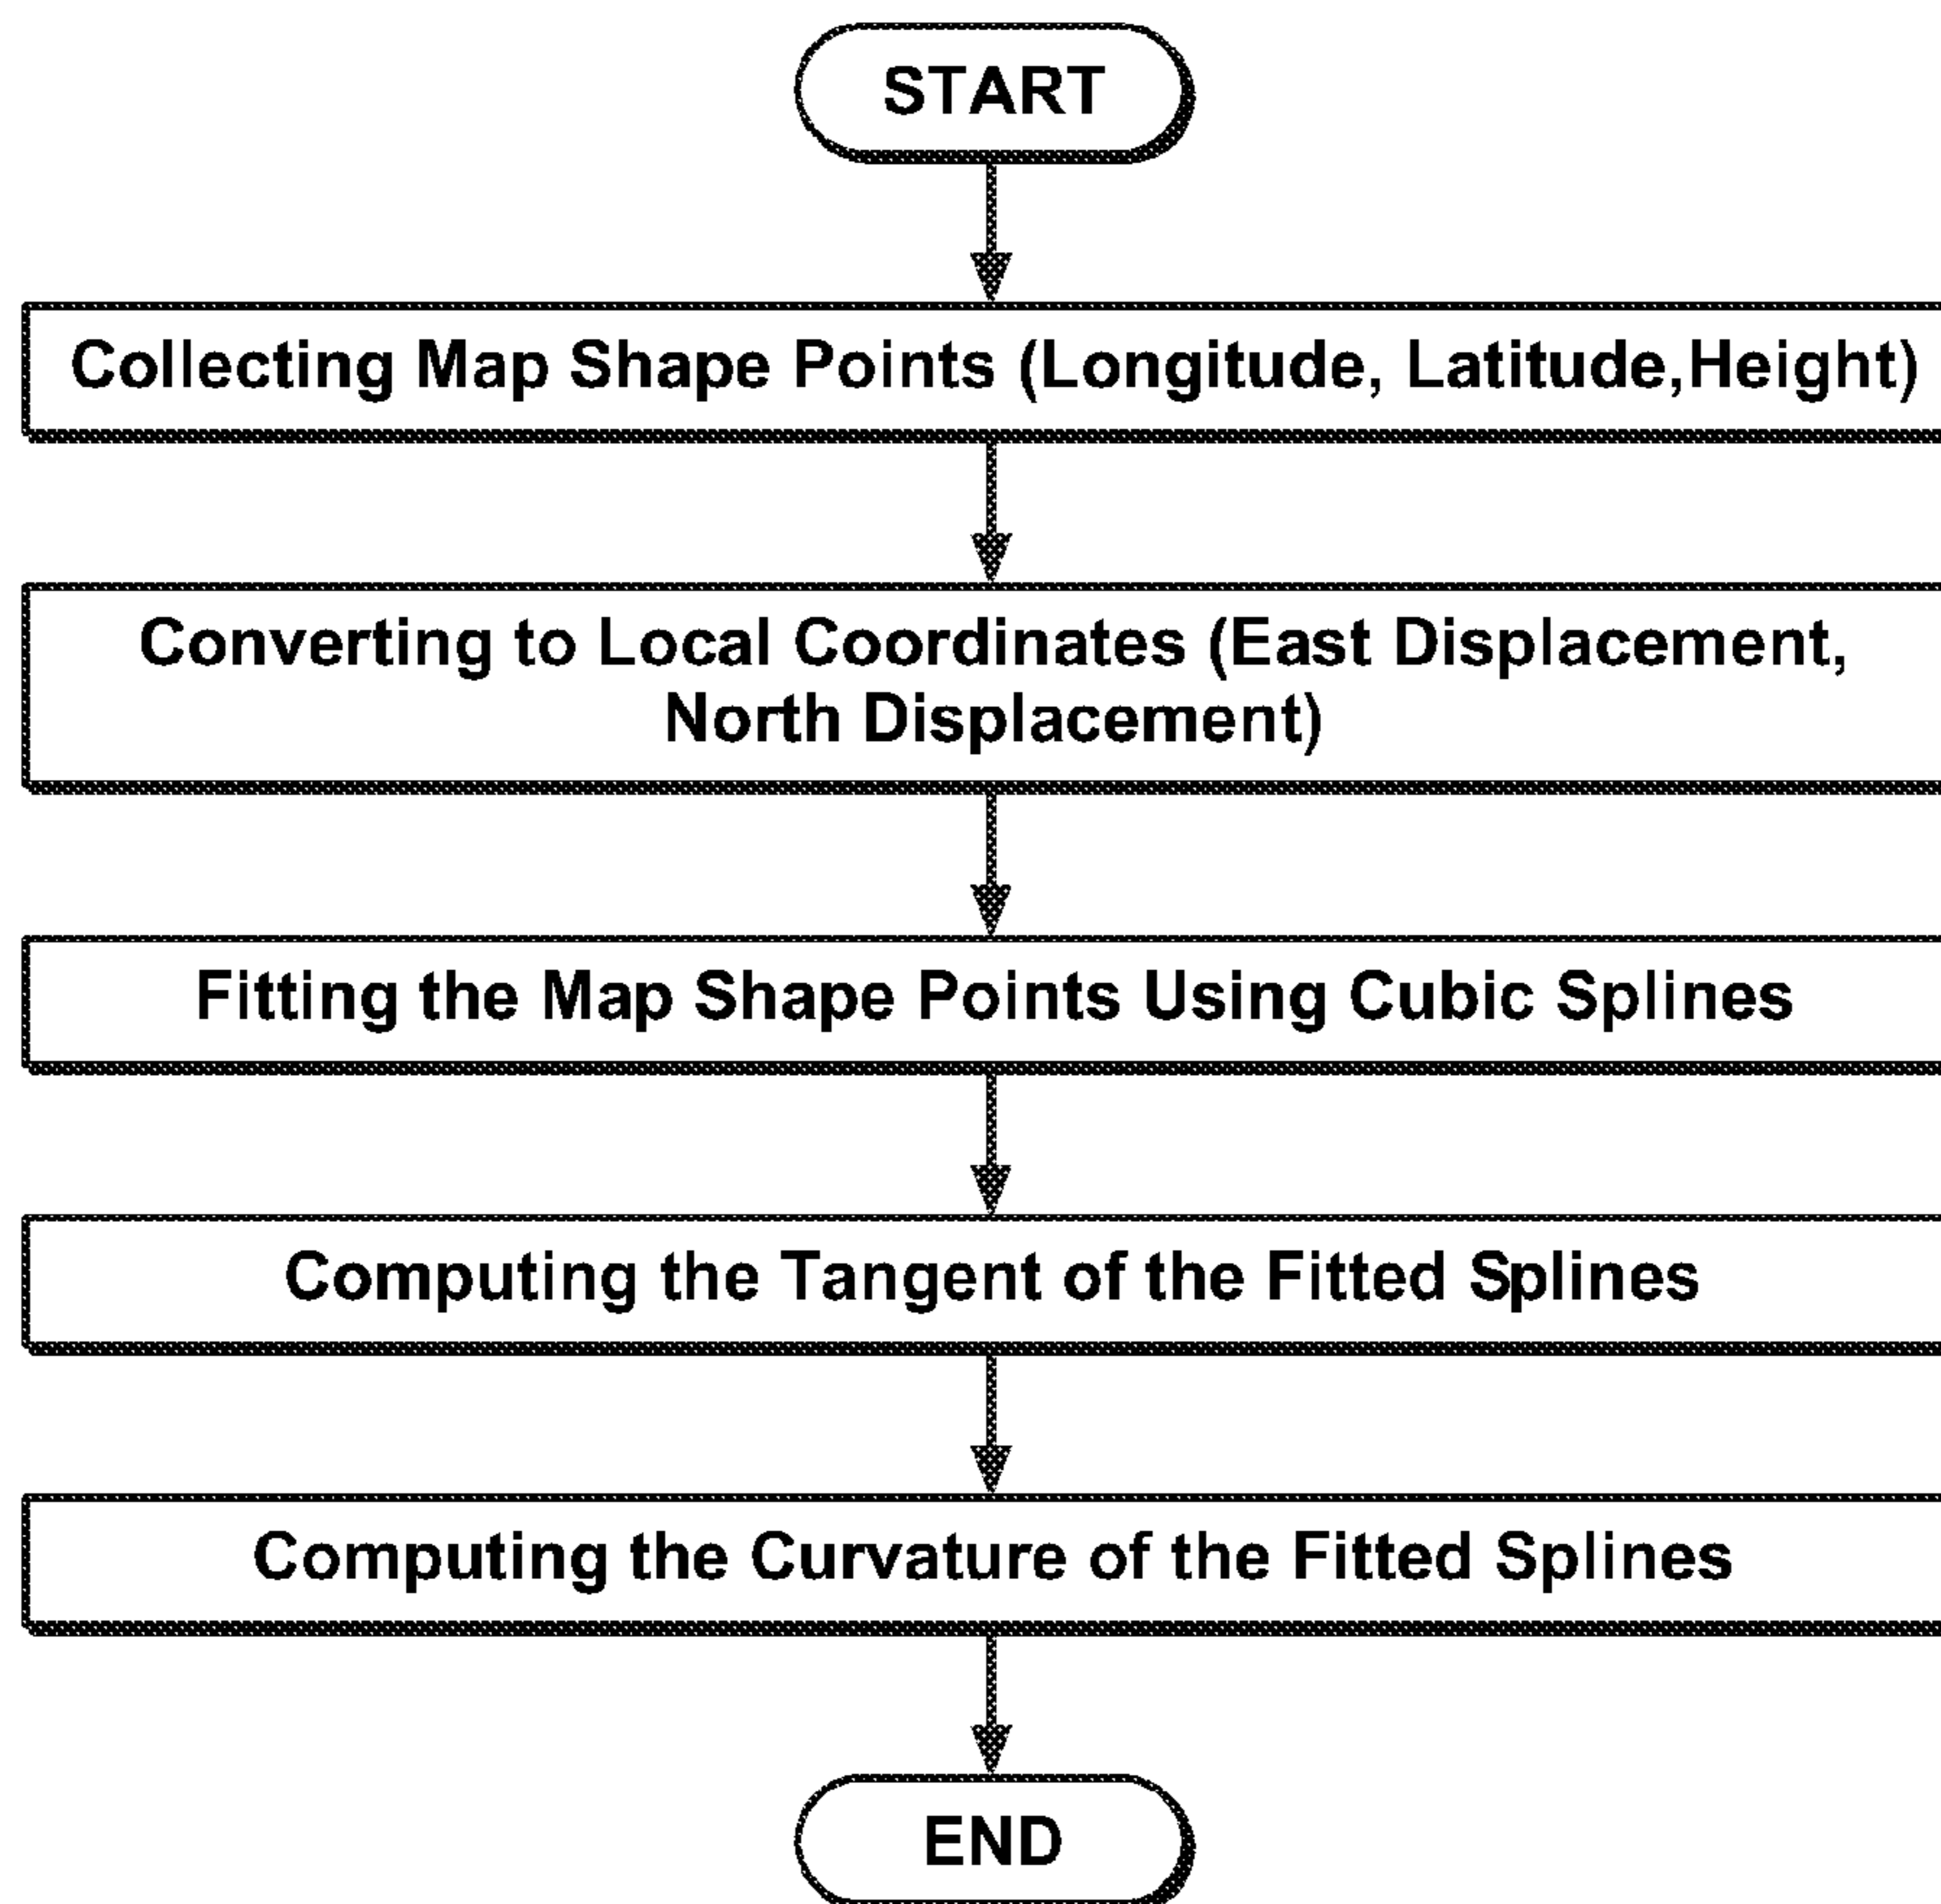 START
Collecting Map Shape Points (Longitude, Latitude,Height)
Converting to Local Coordinates (East Displacement,
North Displacement)
Fitting the Map Shape Points Using Cubic Splines
Computing the Tangent of the Fitted Splines
Computing the Curvature of the Fitted Splines
END